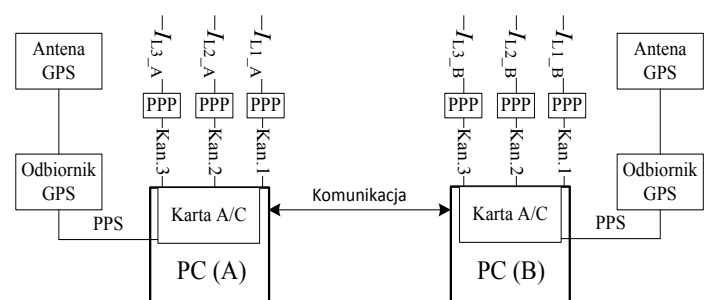 Antena
GPS
Odbiornik
GPS
PPS
I_L3_A
I_L2_A
I_L1_A
PPP
PPP
PPP
Kan.3
Kan.2
Kan.1
Karta A/C
PC (A)
Komunikacja
I_L3_B
I_L2_B
I_L1_B
PPP
PPP
PPP
Kan.3
Kan.2
Kan.1
Karta A/C
PC (B)
Antena
GPS
Odbiornik
GPS
PPS